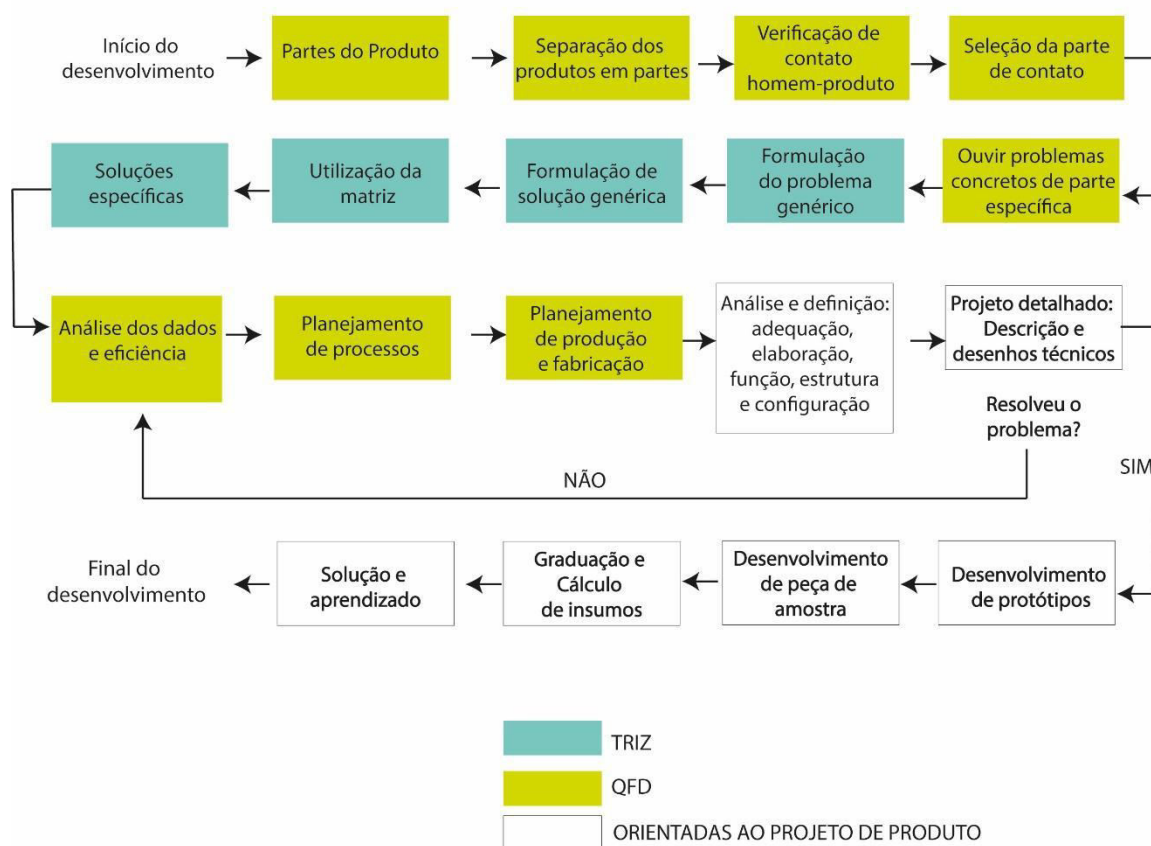 Início do
desenvolvimento
Partes do Produto
Separação dos
produtos em partes
Verificação de
contato
homem-produto
Seleção da parte
de contato
Soluções
específicas
Utilização da
matriz
Formulação de
solução genérica
Formulação
do problema
genérico
Ouvir problemas
concretos de parte
específica
Análise dos dados
e eficiência
Planejamento
de processos
Planejamento
de produção
e fabricação
Análise e definição:
adequação,
elaboração,
função, estrutura
e configuração
Projeto detalhado:
Descrição e
desenhos técnicos
Resolveu o
problema?
NÃO
SIM
Final do
desenvolvimento
Solução e
aprendizado
Graduação e
Cálculo
de insumos
Desenvolvimento
de peça de
amostra
Desenvolvimento
de protótipos
TRIZ
QFD
ORIENTADAS AO PROJETO DE PRODUTO